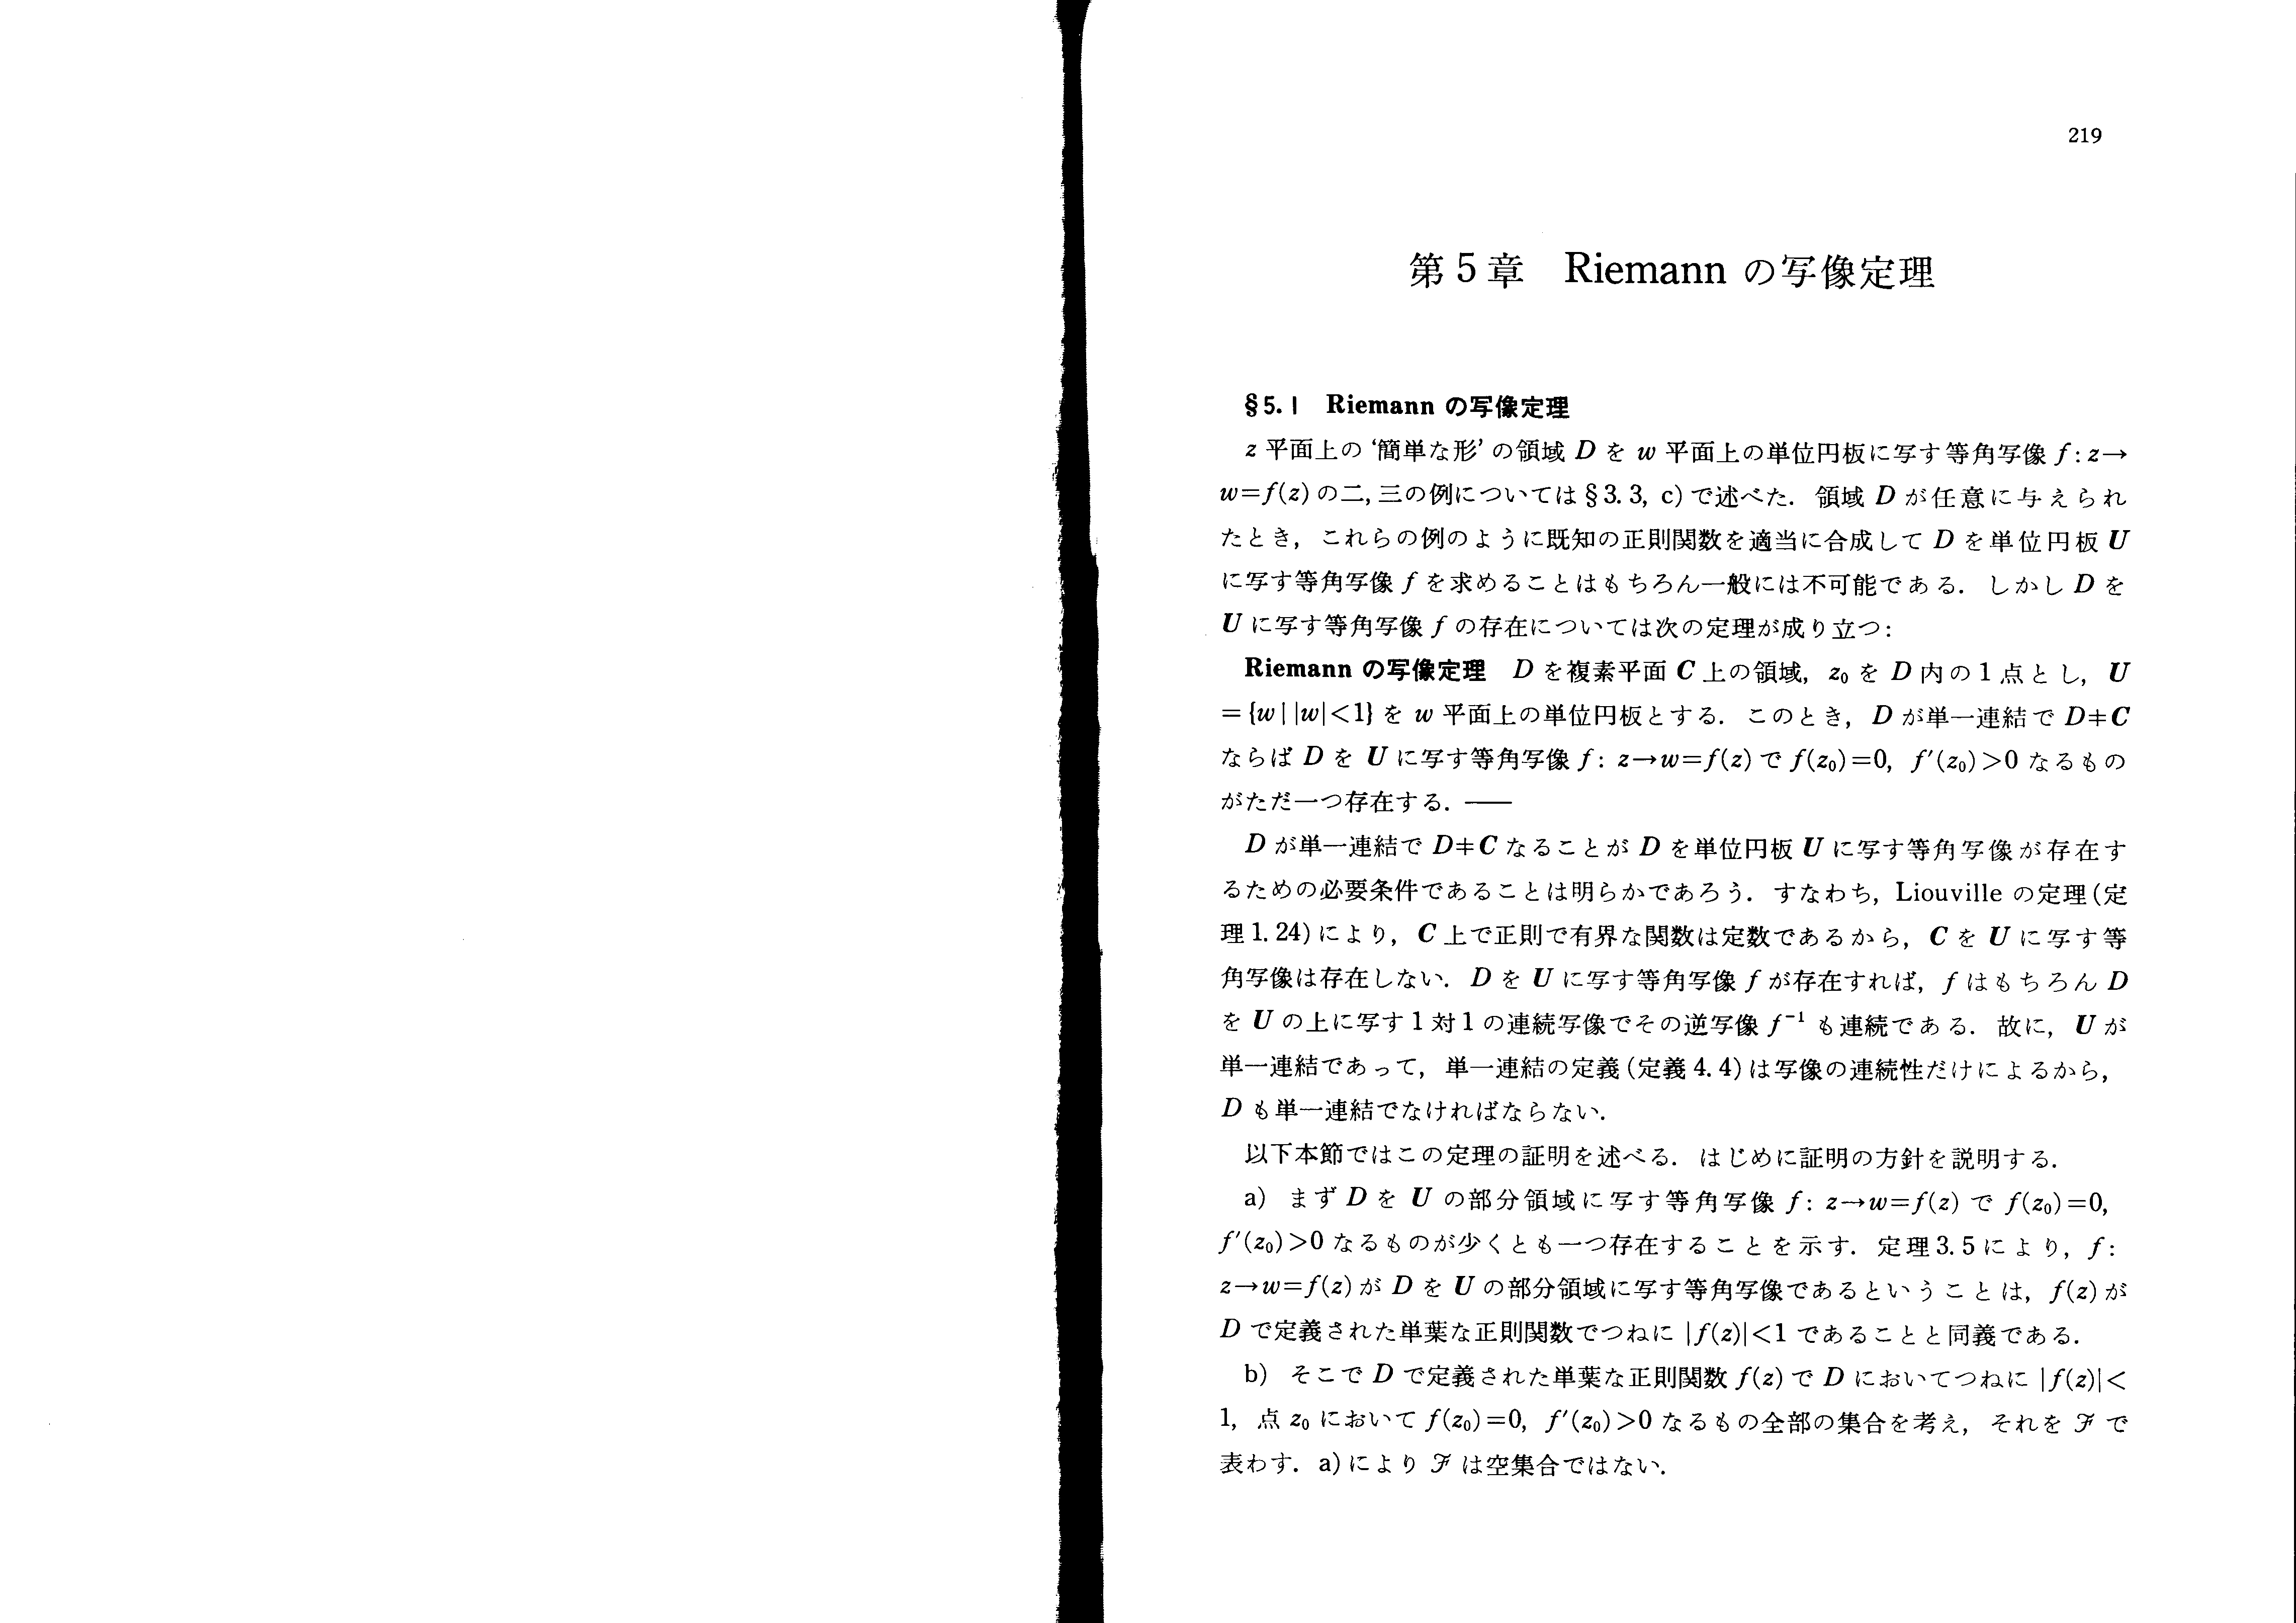 219
第5章　Riemann の写像定理
§5.1　Riemann の写像定理
z 平面上の ‘簡単な形’ の領域 D を w 平面上の単位円板に写す等角写像 f: z→
w=f(z) の二, 三の例については §3.3, c) で述べた. 領域 D が任意に与えられ
たとき, これらの例のように既知の正則関数を適当に合成して D を単位円板 U
に写す等角写像 f を求めることはもちろん一般には不可能である. しかし D を
U に写す等角写像 f の存在については次の定理が成り立つ:
Riemann の写像定理　D を複素平面 C 上の領域, z₀ を D 内の1点とし, U
={w||w|<1} を w 平面上の単位円板とする. このとき, D が単一連結で D≠C
ならば D を U に写す等角写像 f: z→w=f(z) で f(z₀)=0, f′(z₀)>0 なるもの
がただ一つ存在する. ——
D が単一連結で D≠C なることが D を単位円板 U に写す等角写像が存在す
るための必要条件であることは明らかであろう. すなわち, Liouville の定理(定
理1.24)により, C 上で正則で有界な関数は定数であるから, C を U に写す等
角写像は存在しない. D を U に写す等角写像 f が存在すれば, f はもちろん D
を U の上に写す1対1の連続写像でその逆写像 f⁻¹ も連続である. 故に, U が
単一連結であって, 単一連結の定義(定義4.4)は写像の連続性だけによるから,
D も単一連結でなければならない.
以下本節ではこの定理の証明を述べる. はじめに証明の方針を説明する.
a)　まず D を U の部分領域に写す等角写像 f: z→w=f(z) で f(z₀)=0,
f′(z₀)>0 なるものが少くとも一つ存在することを示す. 定理3.5により, f:
z→w=f(z) が D を U の部分領域に写す等角写像であるということは, f(z) が
D で定義された単葉な正則関数でつねに |f(z)|<1 であることと同義である.
b)　そこで D で定義された単葉な正則関数 f(z) で D においてつねに |f(z)|<
1, 点 z₀ において f(z₀)=0, f′(z₀)>0 なるもの全部の集合を考え, それを ℱ で
表わす. a)により ℱ は空集合ではない.